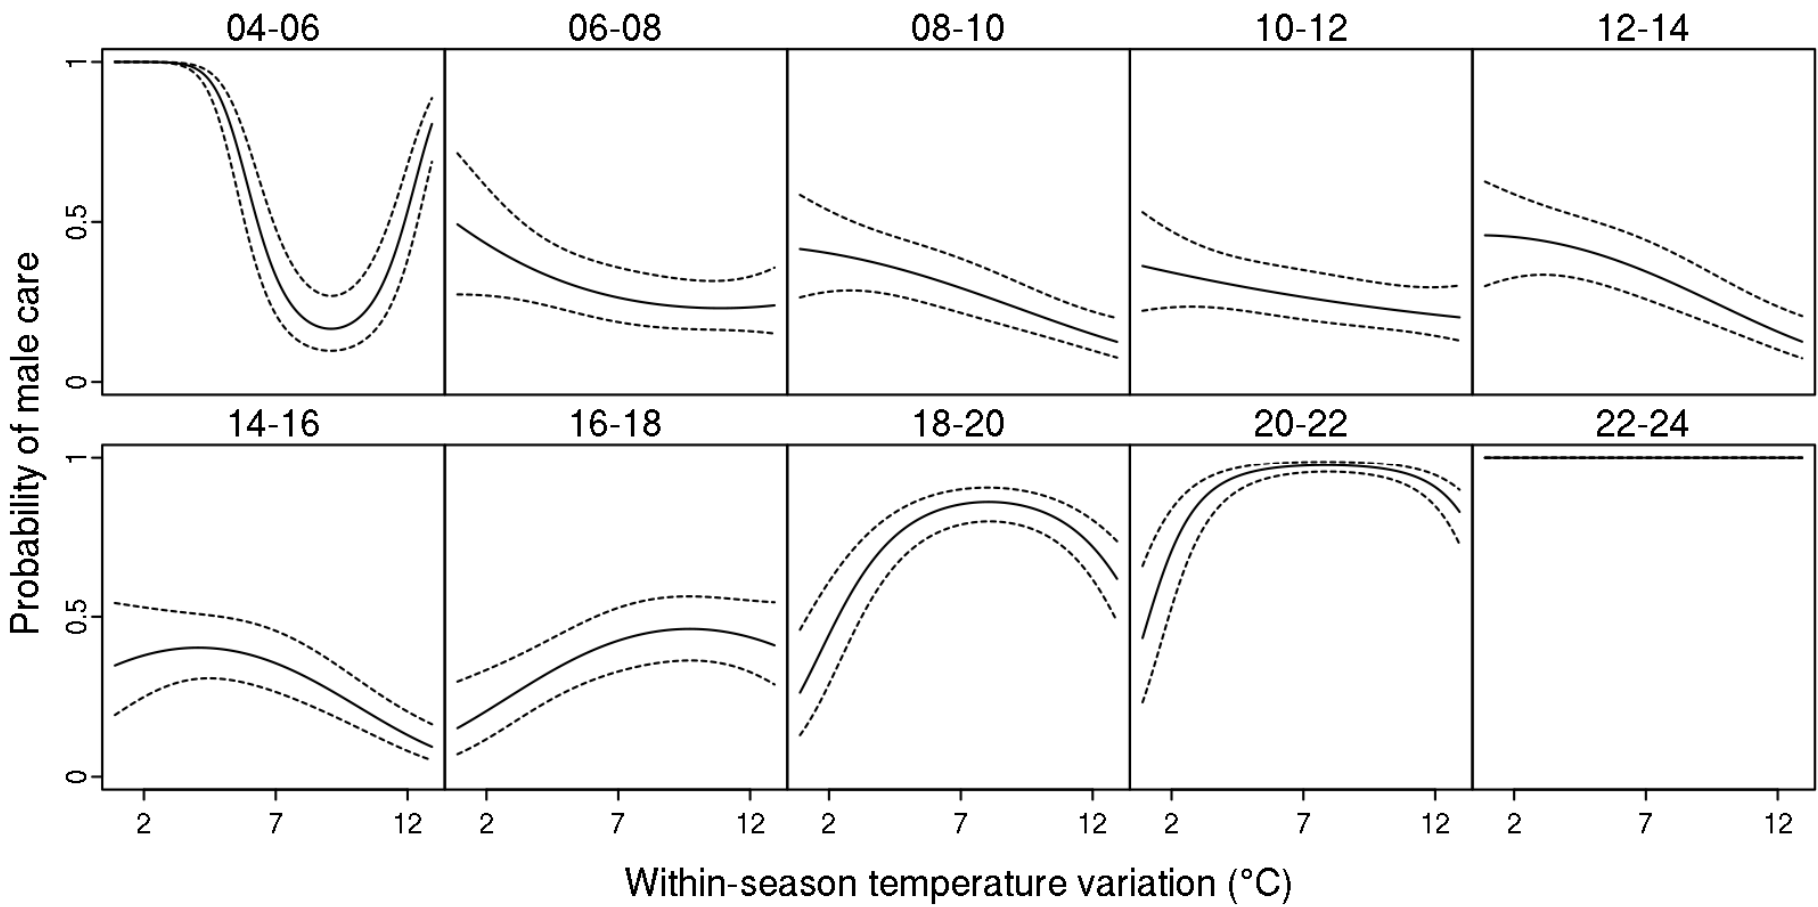 04-06 06-08 08-10 10-12 12-14
1
0.5
0
14-16 16-18 18-20 20-22 22-24
1
0.5
0
2 7 12 2 7 12 2 7 12 2 7 12 2 7 12
Probability of male care
Within-season temperature variation (°C)